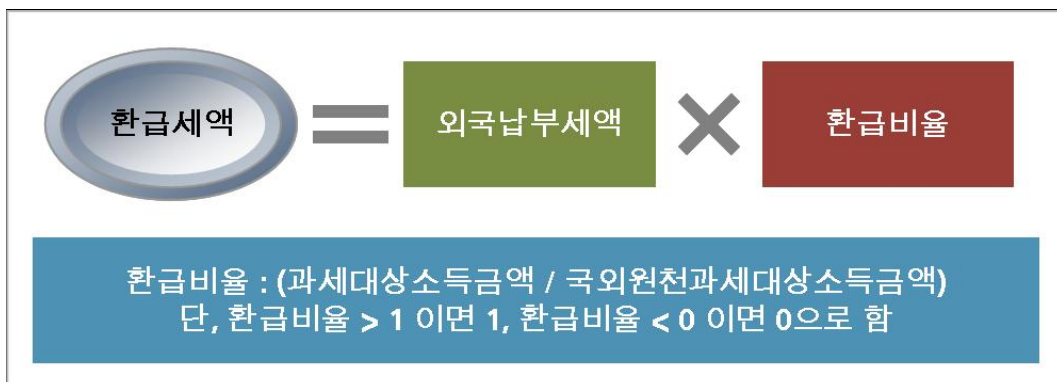 환급세액 = 외국납부세액 × 환급비율
환급비율 : (과세대상소득금액 / 국외원천과세대상소득금액)
단, 환급비율 > 1 이면 1, 환급비율 < 0 이면 0으로 함